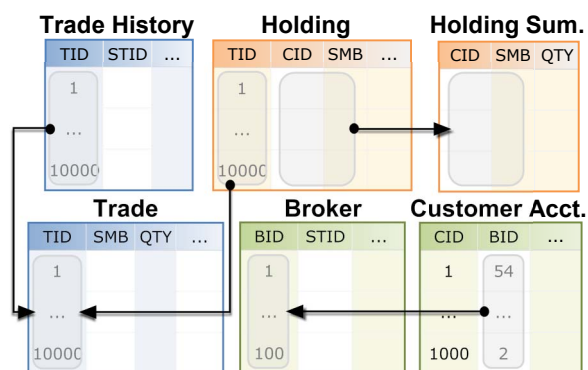 Trade History
TID STID ...
1
...
10000
Holding
TID CID SMB ...
1
...
10000
Holding Sum.
CID SMB QTY
Trade
TID SMB QTY ...
1
...
10000
Broker
BID STID ...
1
...
100
Customer Acct.
CID BID ...
1 54
... ...
1000 2